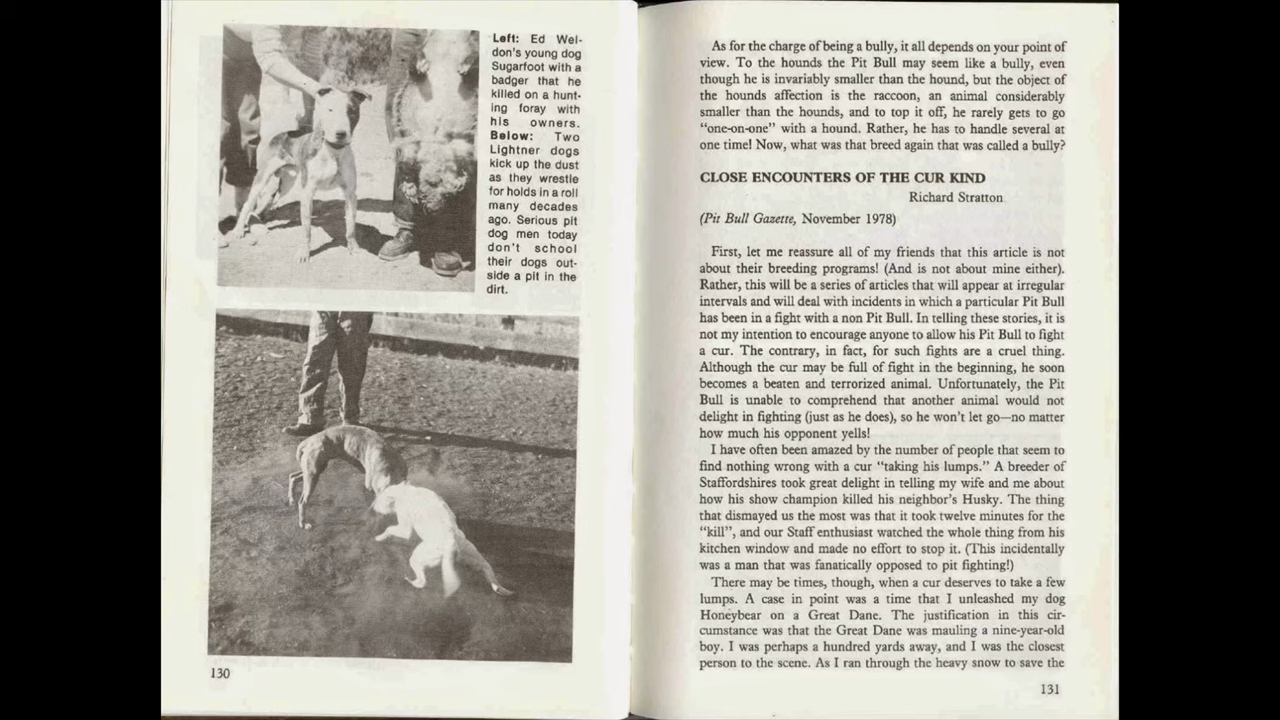 Left: Ed Wel-
don's young dog
Sugarfoot with a
badger that he
killed on a hunt-
ing foray with
his owners.
Below: Two
Lightner dogs
kick up the dust
as they wrestle
for holds in a roll
many decades
ago. Serious pit
dog men today
don't school
their dogs out-
side a pit in the
dirt.
130
As for the charge of being a bully, it all depends on your point of
view. To the hounds the Pit Bull may seem like a bully, even
though he is invariably smaller than the hound, but the object of
the hounds affection is the raccoon, an animal considerably
smaller than the hounds, and to top it off, he rarely gets to go
“one-on-one” with a hound. Rather, he has to handle several at
one time! Now, what was that breed again that was called a bully?
CLOSE ENCOUNTERS OF THE CUR KIND
Richard Stratton
(Pit Bull Gazette, November 1978)
First, let me reassure all of my friends that this article is not
about their breeding programs! (And is not about mine either).
Rather, this will be a series of articles that will appear at irregular
intervals and will deal with incidents in which a particular Pit Bull
has been in a fight with a non Pit Bull. In telling these stories, it is
not my intention to encourage anyone to allow his Pit Bull to fight
a cur. The contrary, in fact, for such fights are a cruel thing.
Although the cur may be full of fight in the beginning, he soon
becomes a beaten and terrorized animal. Unfortunately, the Pit
Bull is unable to comprehend that another animal would not
delight in fighting (just as he does), so he won't let go—no matter
how much his opponent yells!
I have often been amazed by the number of people that seem to
find nothing wrong with a cur “taking his lumps.” A breeder of
Staffordshires took great delight in telling my wife and me about
how his show champion killed his neighbor's Husky. The thing
that dismayed us the most was that it took twelve minutes for the
“kill”, and our Staff enthusiast watched the whole thing from his
kitchen window and made no effort to stop it. (This incidentally
was a man that was fanatically opposed to pit fighting!)
There may be times, though, when a cur deserves to take a few
lumps. A case in point was a time that I unleashed my dog
Honeybear on a Great Dane. The justification in this cir-
cumstance was that the Great Dane was mauling a nine-year-old
boy. I was perhaps a hundred yards away, and I was the closest
person to the scene. As I ran through the heavy snow to save the
131